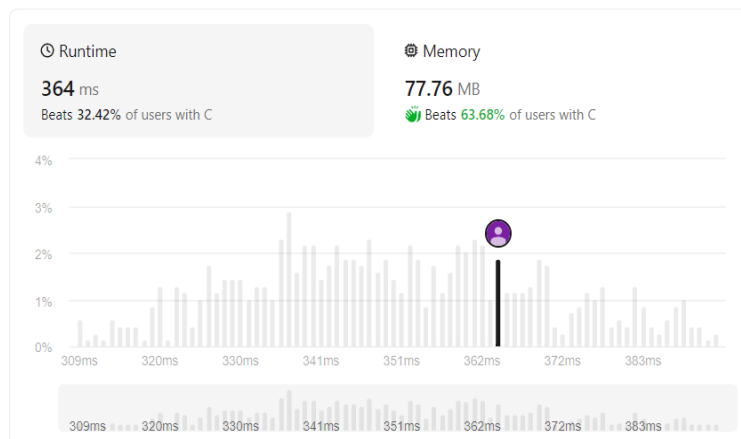 Runtime
364 ms
Beats 32.42% of users with C
Memory
77.76 MB
Beats 63.68% of users with C
4%
3%
2%
1%
0%
309ms 320ms 330ms 341ms 351ms 362ms 372ms 383ms
309ms 320ms 330ms 341ms 351ms 362ms 372ms 383ms